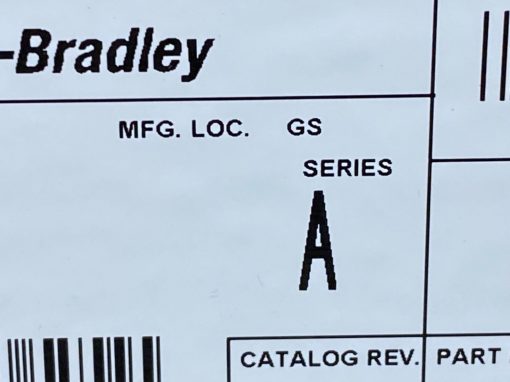 -Bradley
MFG. LOC. GS
SERIES
A
CATALOG REV. PART